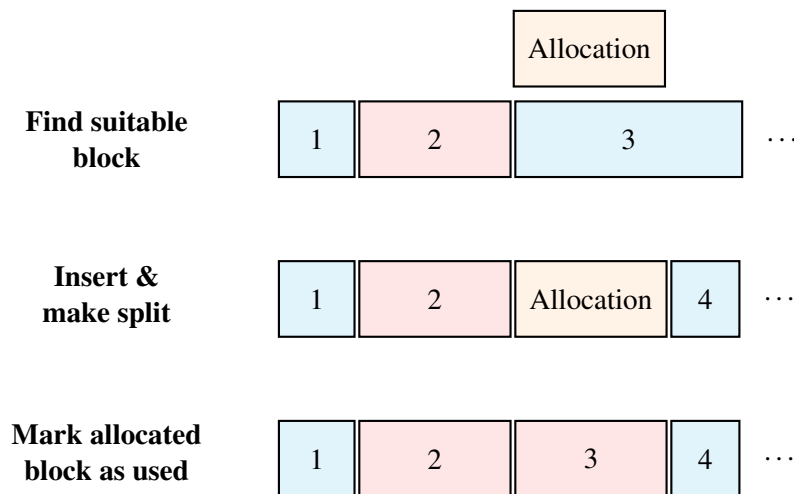 Allocation
Find suitable
block
1 2 3 ...
Insert &
make split
1 2 Allocation 4 ...
Mark allocated
block as used
1 2 3 4 ...